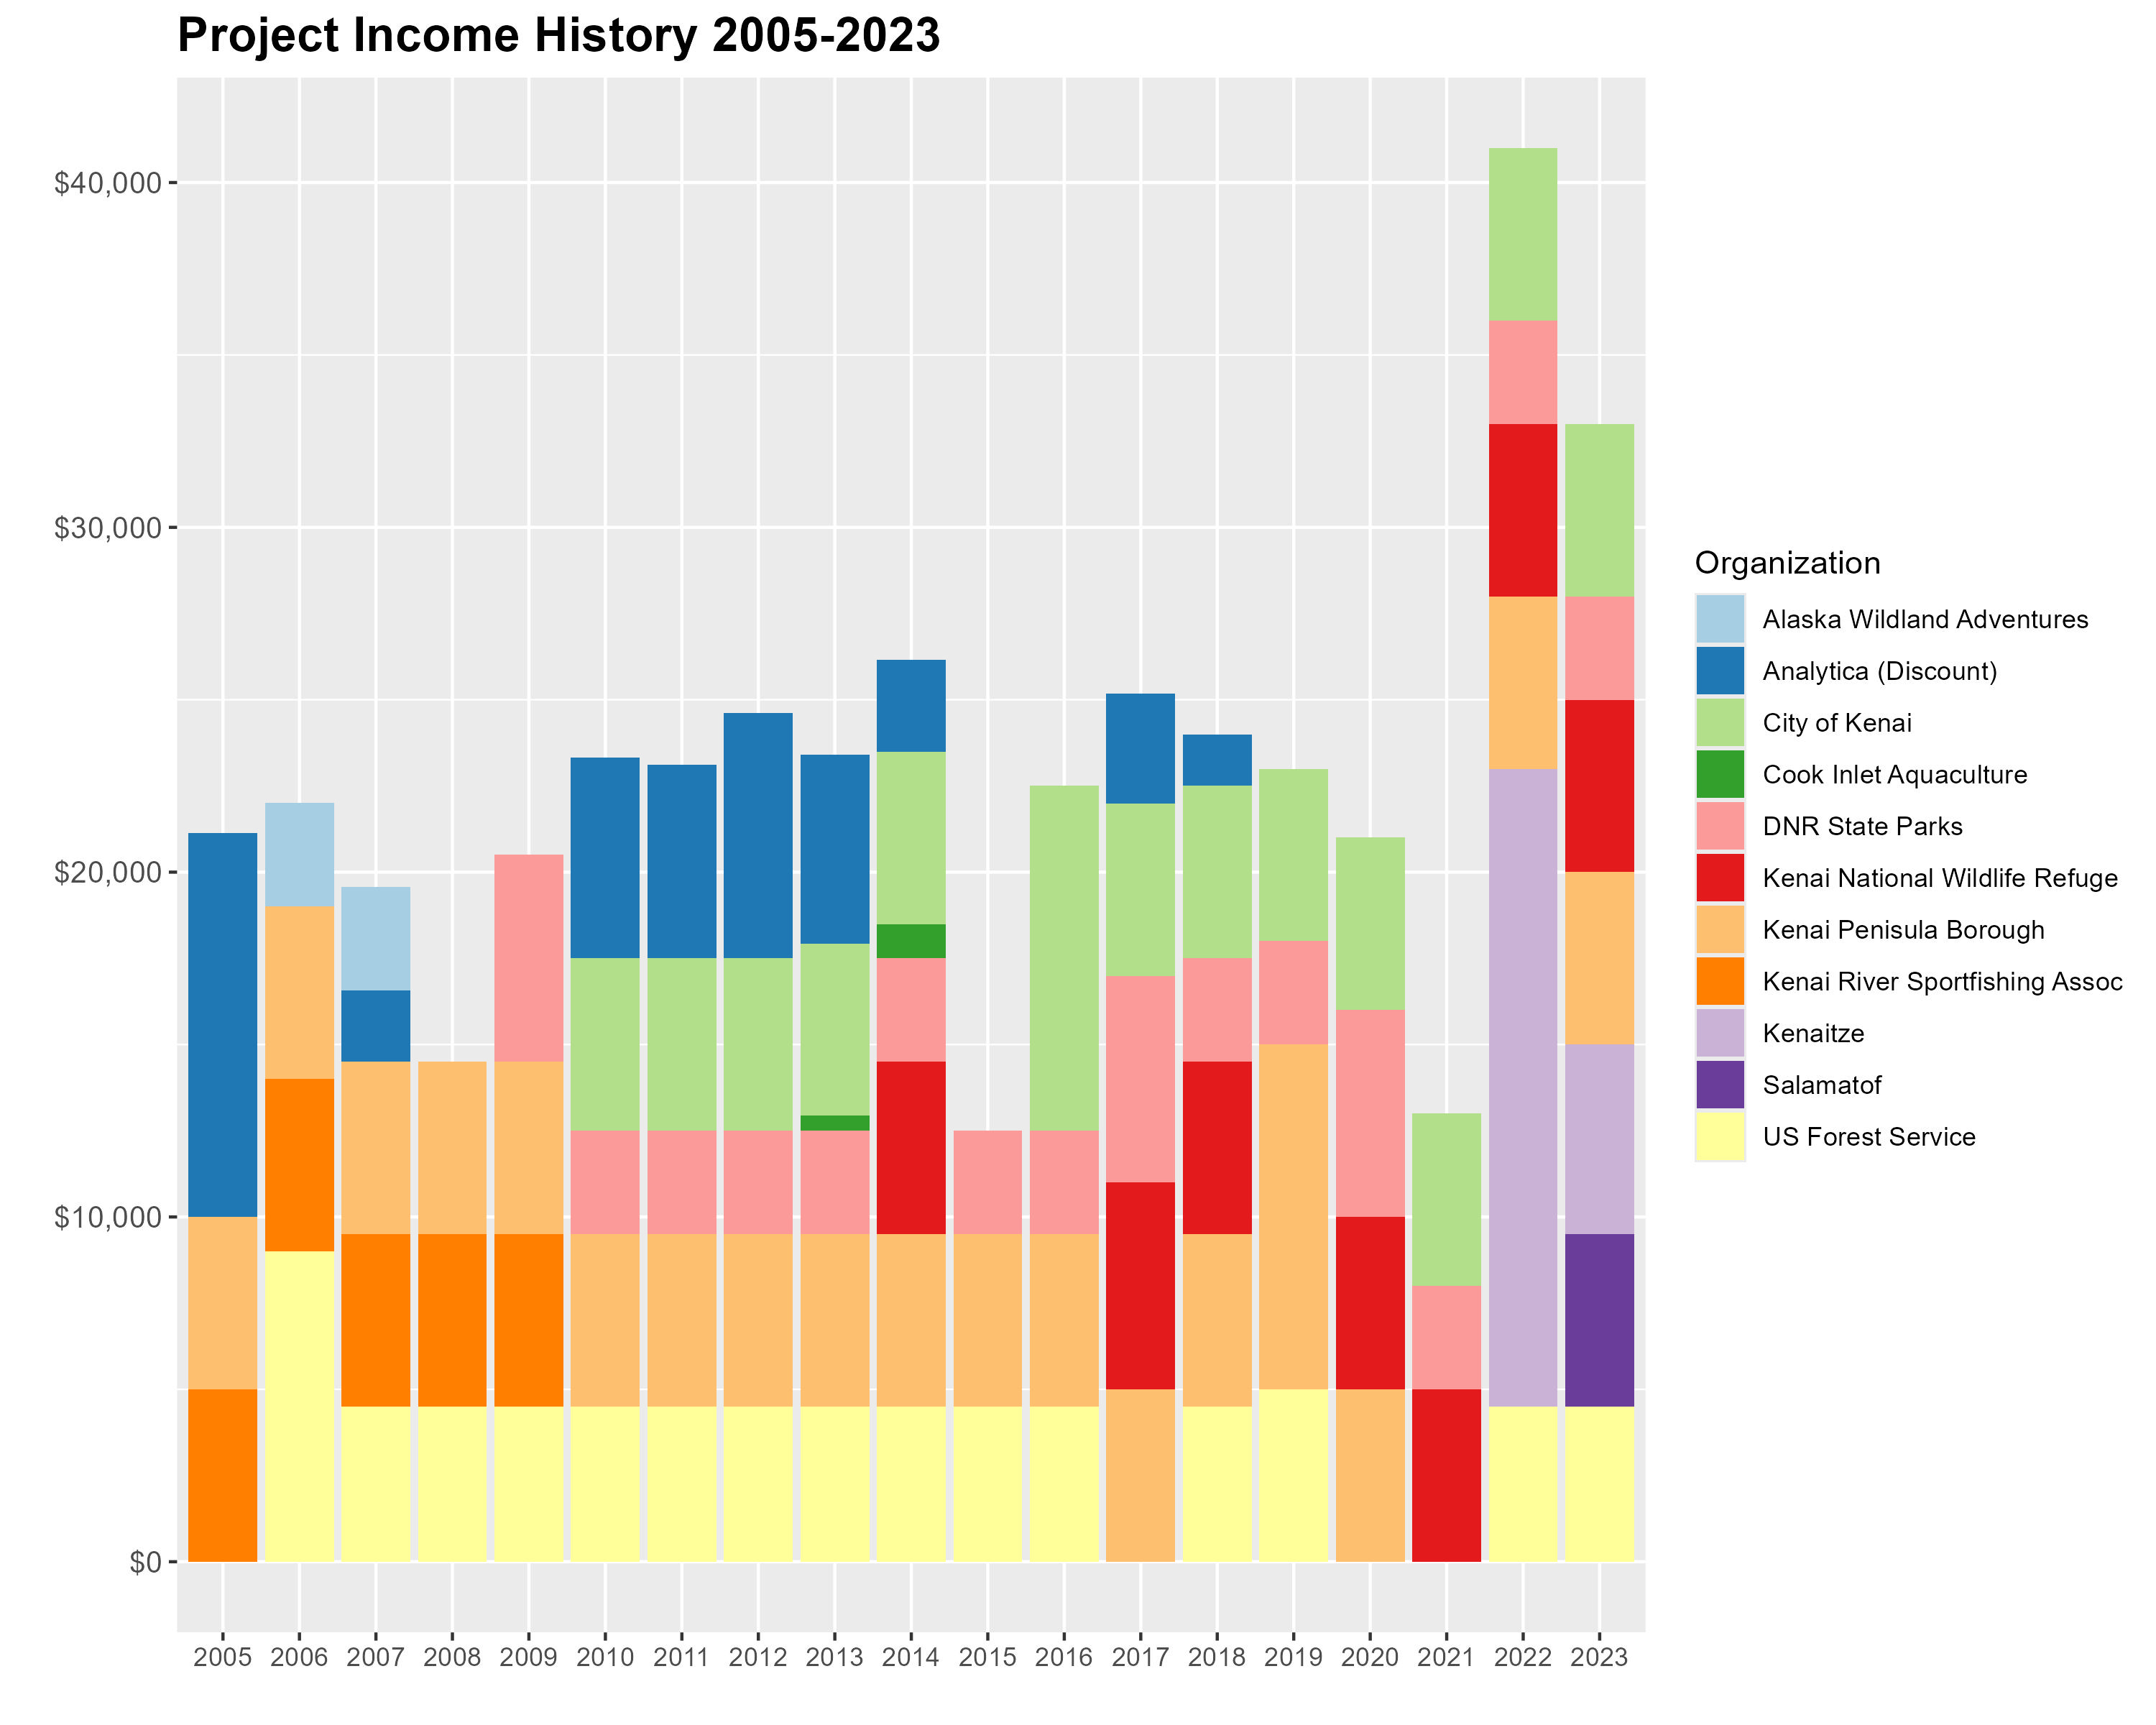 Project Income History 2005-2023
$40,000
$30,000
$20,000
$10,000
$0
2005 2006 2007 2008 2009 2010 2011 2012 2013 2014 2015 2016 2017 2018 2019 2020 2021 2022 2023
Organization
Alaska Wildland Adventures
Analytica (Discount)
City of Kenai
Cook Inlet Aquaculture
DNR State Parks
Kenai National Wildlife Refuge
Kenai Penisula Borough
Kenai River Sportfishing Assoc
Kenaitze
Salamatof
US Forest Service